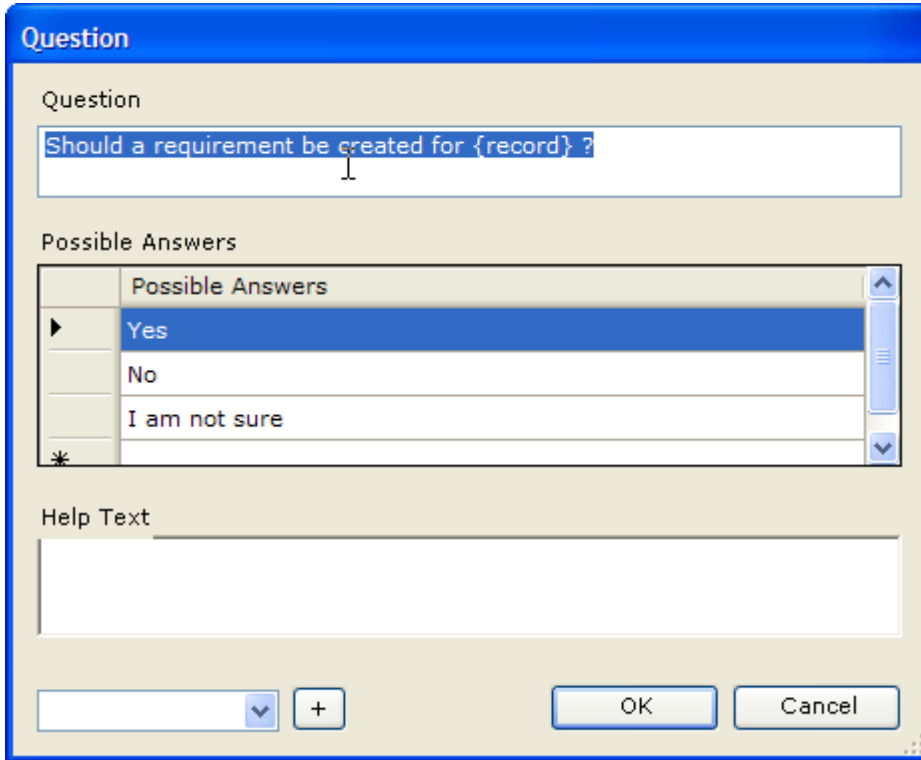 Question
Question
Should a requirement be created for {record} ?
Possible Answers
Possible Answers
Yes
No
I am not sure
*
Help Text
+ OK Cancel